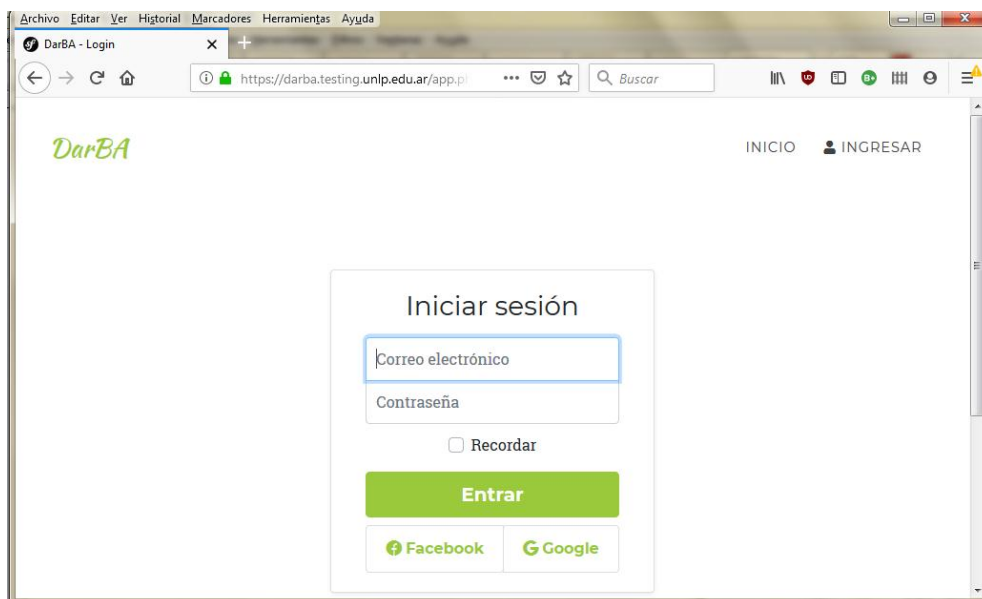 Archivo Editar Ver Historial Marcadores Herramientas Ayuda
DarBA - Login
https://darba.testing.unlp.edu.ar/app.p
Buscar
DarBA
INICIO INGRESAR
Iniciar sesión
Correo electrónico
Contraseña
Recordar
Entrar
Facebook Google